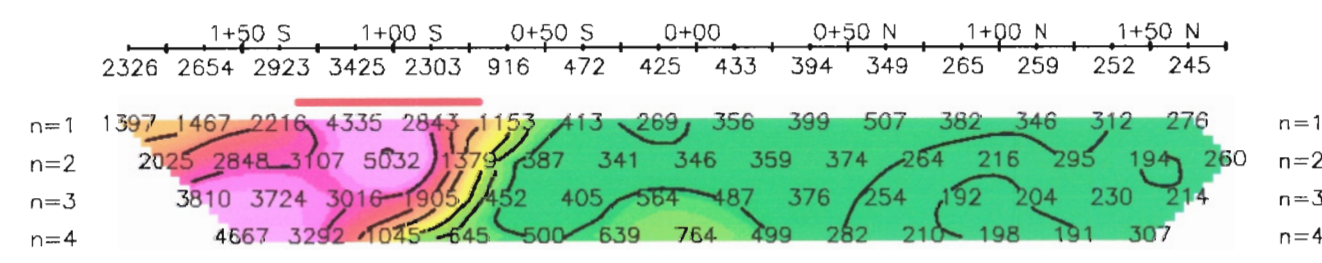 1+50 S 1+00 S 0+50 S 0+00 0+50 N 1+00 N 1+50 N
2326 2654 2923 3425 2303 916 472 425 433 394 349 265 259 252 245
n=1 1397 1467 2216 4335 2843 1153 413 269 356 399 507 382 346 312 276 n=1
n=2 2025 2848 3107 5032 1379 387 341 346 359 374 264 216 295 194 260 n=2
n=3 3810 3724 3016 1905 452 405 564 487 376 254 192 204 230 214 n=3
n=4 4667 3292 1045 645 500 639 764 499 282 210 198 191 307 n=4